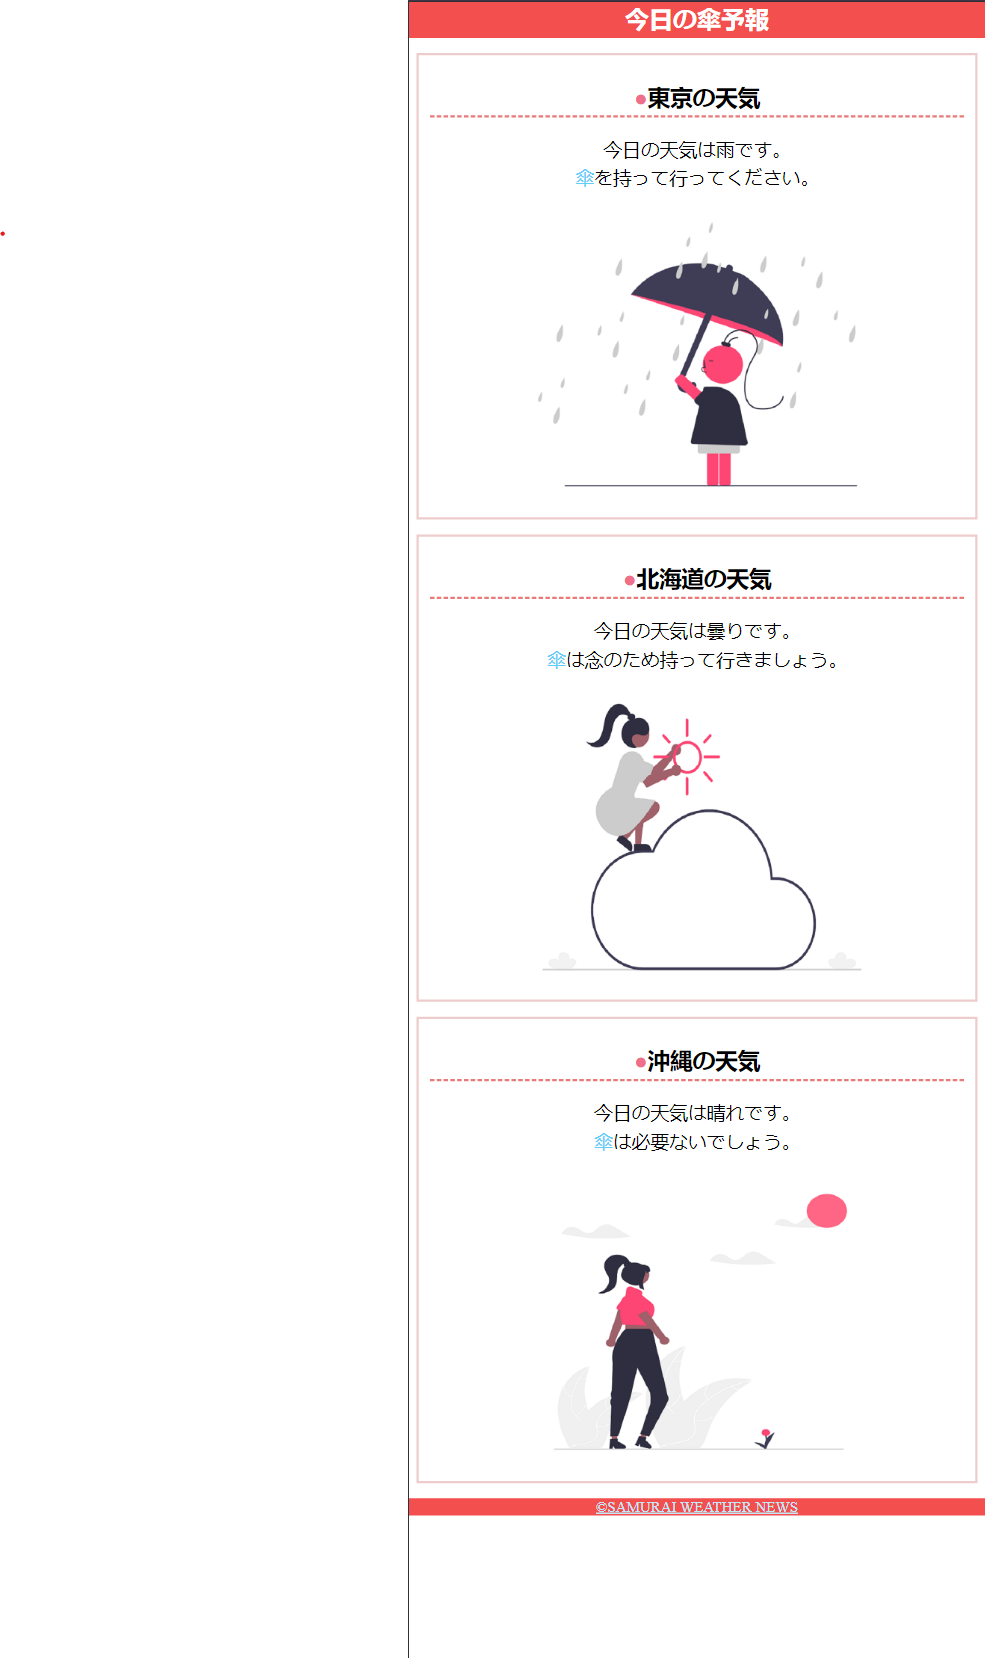 今日の傘予報
●東京の天気
今日の天気は雨です。
傘を持って行ってください。
●北海道の天気
今日の天気は曇りです。
傘は念のため持って行きましょう。
●沖縄の天気
今日の天気は晴れです。
傘は必要ないでしょう。
©SAMURAI WEATHER NEWS